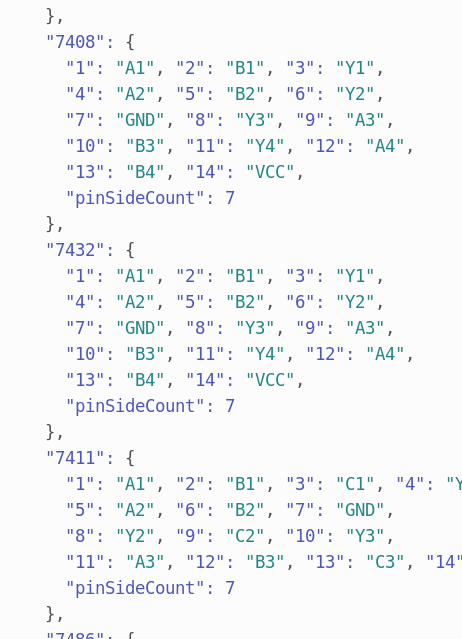 },
"7408": {
"1": "A1", "2": "B1", "3": "Y1",
"4": "A2", "5": "B2", "6": "Y2",
"7": "GND", "8": "Y3", "9": "A3",
"10": "B3", "11": "Y4", "12": "A4",
"13": "B4", "14": "VCC",
"pinSideCount": 7
},
"7432": {
"1": "A1", "2": "B1", "3": "Y1",
"4": "A2", "5": "B2", "6": "Y2",
"7": "GND", "8": "Y3", "9": "A3",
"10": "B3", "11": "Y4", "12": "A4",
"13": "B4", "14": "VCC",
"pinSideCount": 7
},
"7411": {
"1": "A1", "2": "B1", "3": "C1", "4": "Y
"5": "A2", "6": "B2", "7": "GND",
"8": "Y2", "9": "C2", "10": "Y3",
"11": "A3", "12": "B3", "13": "C3", "14"
"pinSideCount": 7
},
"7486": {